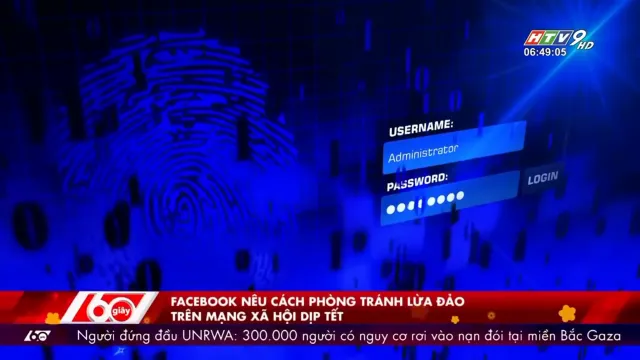 HTV9 HD
06:49:05
USERNAME:
Administrator
PASSWORD:
LOGIN
60 giây
FACEBOOK NÊU CÁCH PHÒNG TRÁNH LỪA ĐẢO
TRÊN MẠNG XÃ HỘI DỊP TẾT
60s Người đứng đầu UNRWA: 300.000 người có nguy cơ rơi vào nạn đói tại miền Bắc Gaza